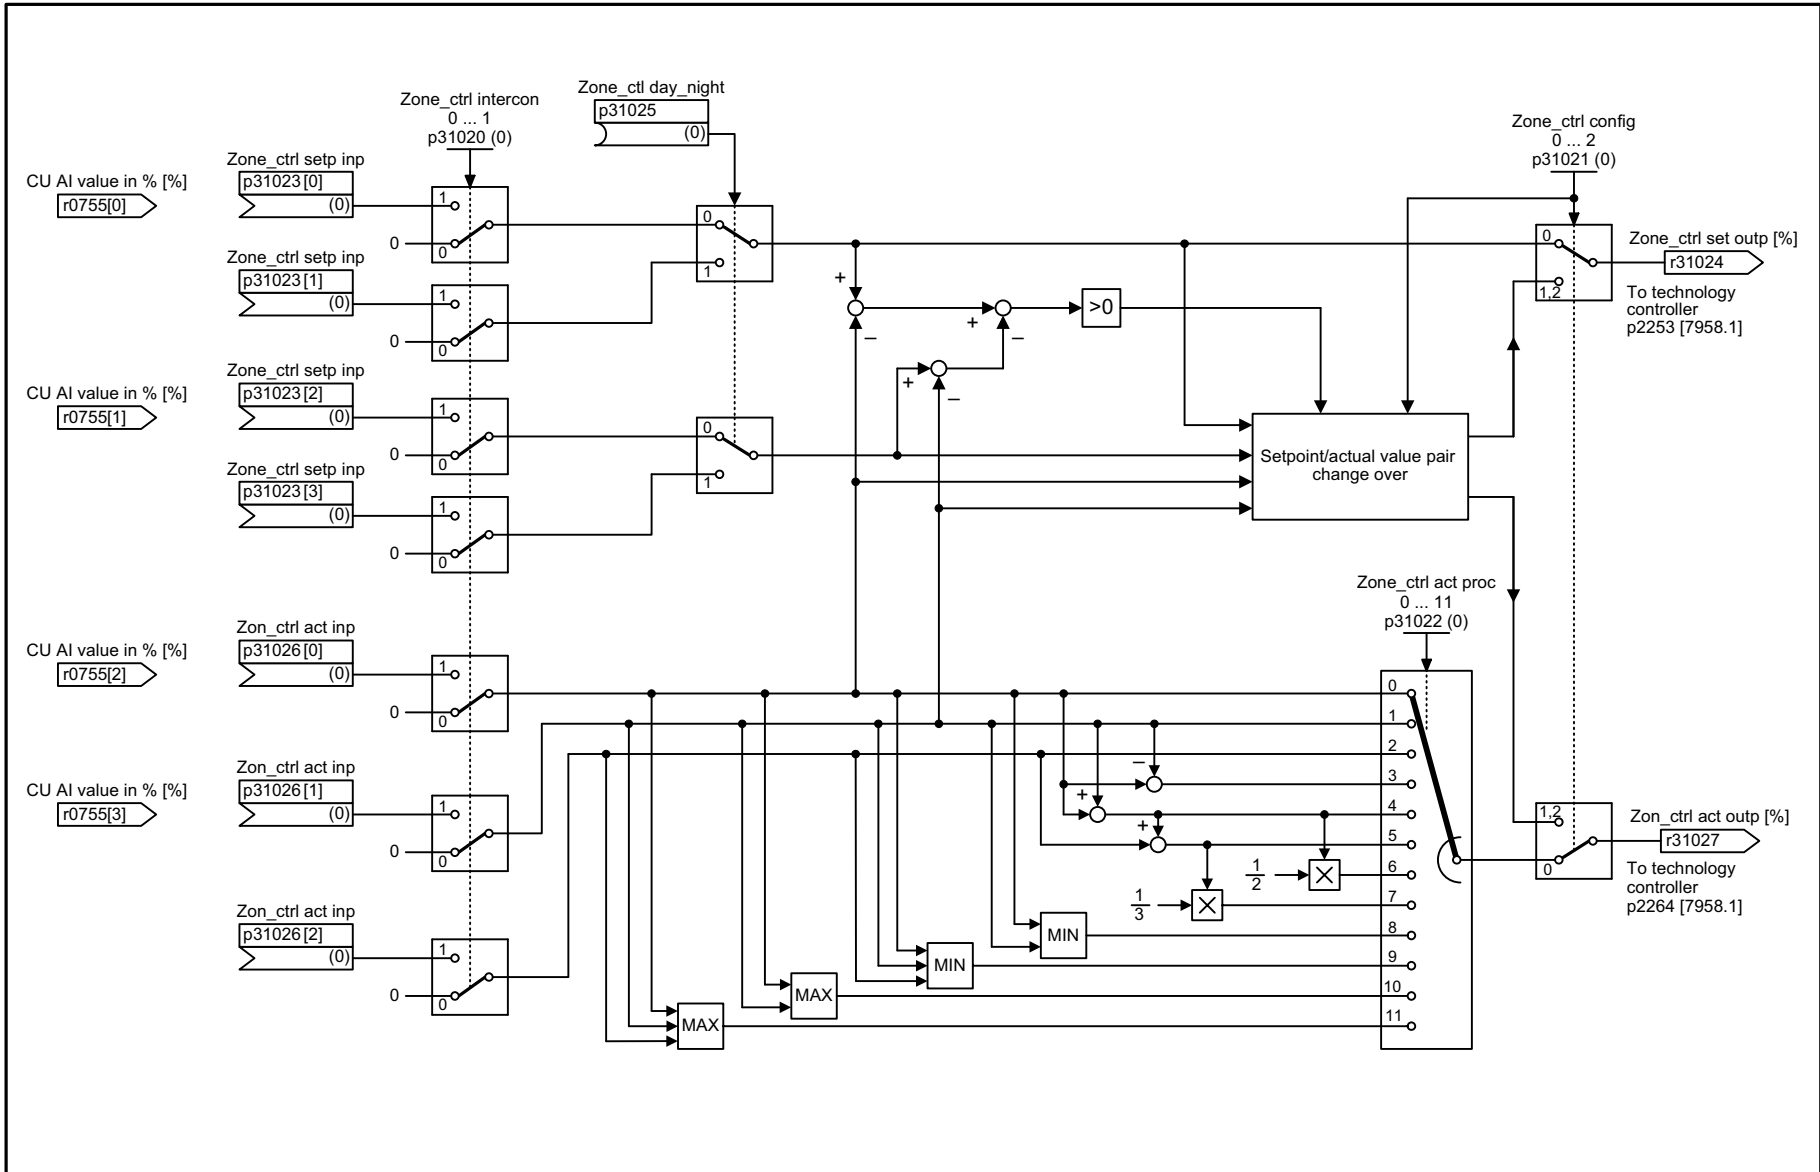 Zone_ctrl intercon
0 ... 1
p31020 (0)
Zone_ctl day_night
p31025
(0)
Zone_ctrl config
0 ... 2
p31021 (0)
CU AI value in % [%]
r0755[0]
Zone_ctrl setp inp
p31023[0]
(0)
1
0
0
Zone_ctrl setp inp
p31023[1]
(0)
1
0
0
0
1
CU AI value in % [%]
r0755[1]
Zone_ctrl setp inp
p31023[2]
(0)
1
0
0
Zone_ctrl setp inp
p31023[3]
(0)
1
0
0
0
1
+
–
+
–
+
–
>0
Setpoint/actual value pair
change over
0
1,2
Zone_ctrl set outp [%]
r31024
To technology
controller
p2253 [7958.1]
CU AI value in % [%]
r0755[2]
Zon_ctrl act inp
p31026[0]
(0)
1
0
0
CU AI value in % [%]
r0755[3]
Zon_ctrl act inp
p31026[1]
(0)
1
0
0
Zon_ctrl act inp
p31026[2]
(0)
1
0
0
Zone_ctrl act proc
0 ... 11
p31022 (0)
0
1
2
3
4
5
6
7
8
9
10
11
–
+
+
1
2
1
3
MIN
MIN
MAX
MAX
1,2
0
Zon_ctrl act outp [%]
r31027
To technology
controller
p2264 [7958.1]